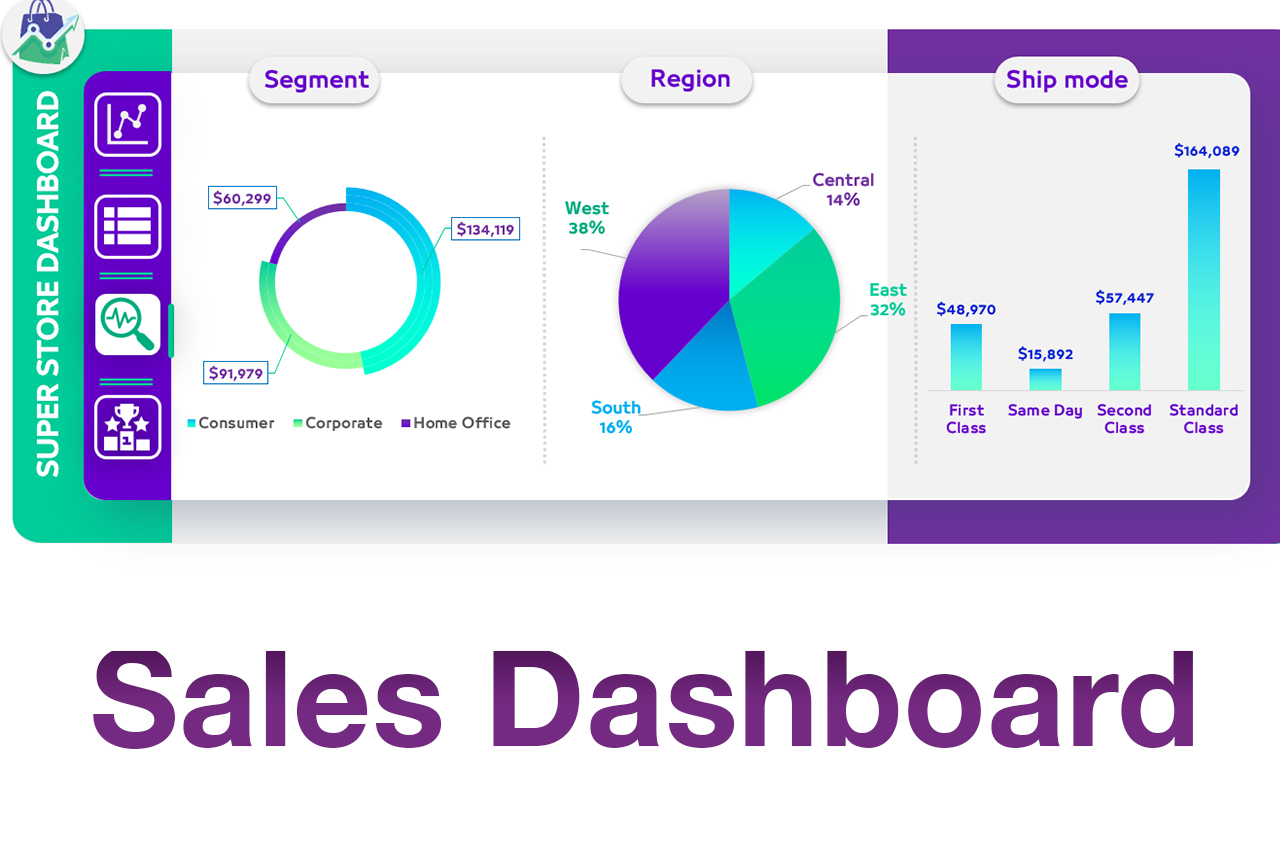 SUPER STORE DASHBOARD
Segment
$60,299
$134,119
$91,979
Consumer Corporate Home Office
Region
Central
14%
West
38%
East
32%
South
16%
Ship mode
$164,089
$48,970
$57,447
$15,892
First
Class
Same Day
Second
Class
Standard
Class
1
Sales Dashboard